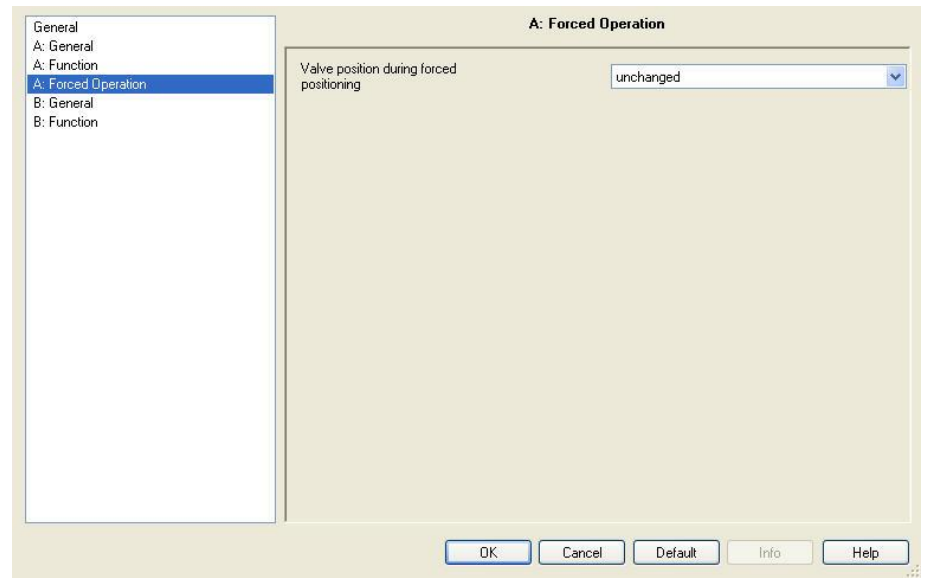 General
A: General
A: Function
A: Forced Operation
B: General
B: Function
A: Forced Operation
Valve position during forced
positioning
unchanged
OK
Cancel
Default
Info
Help